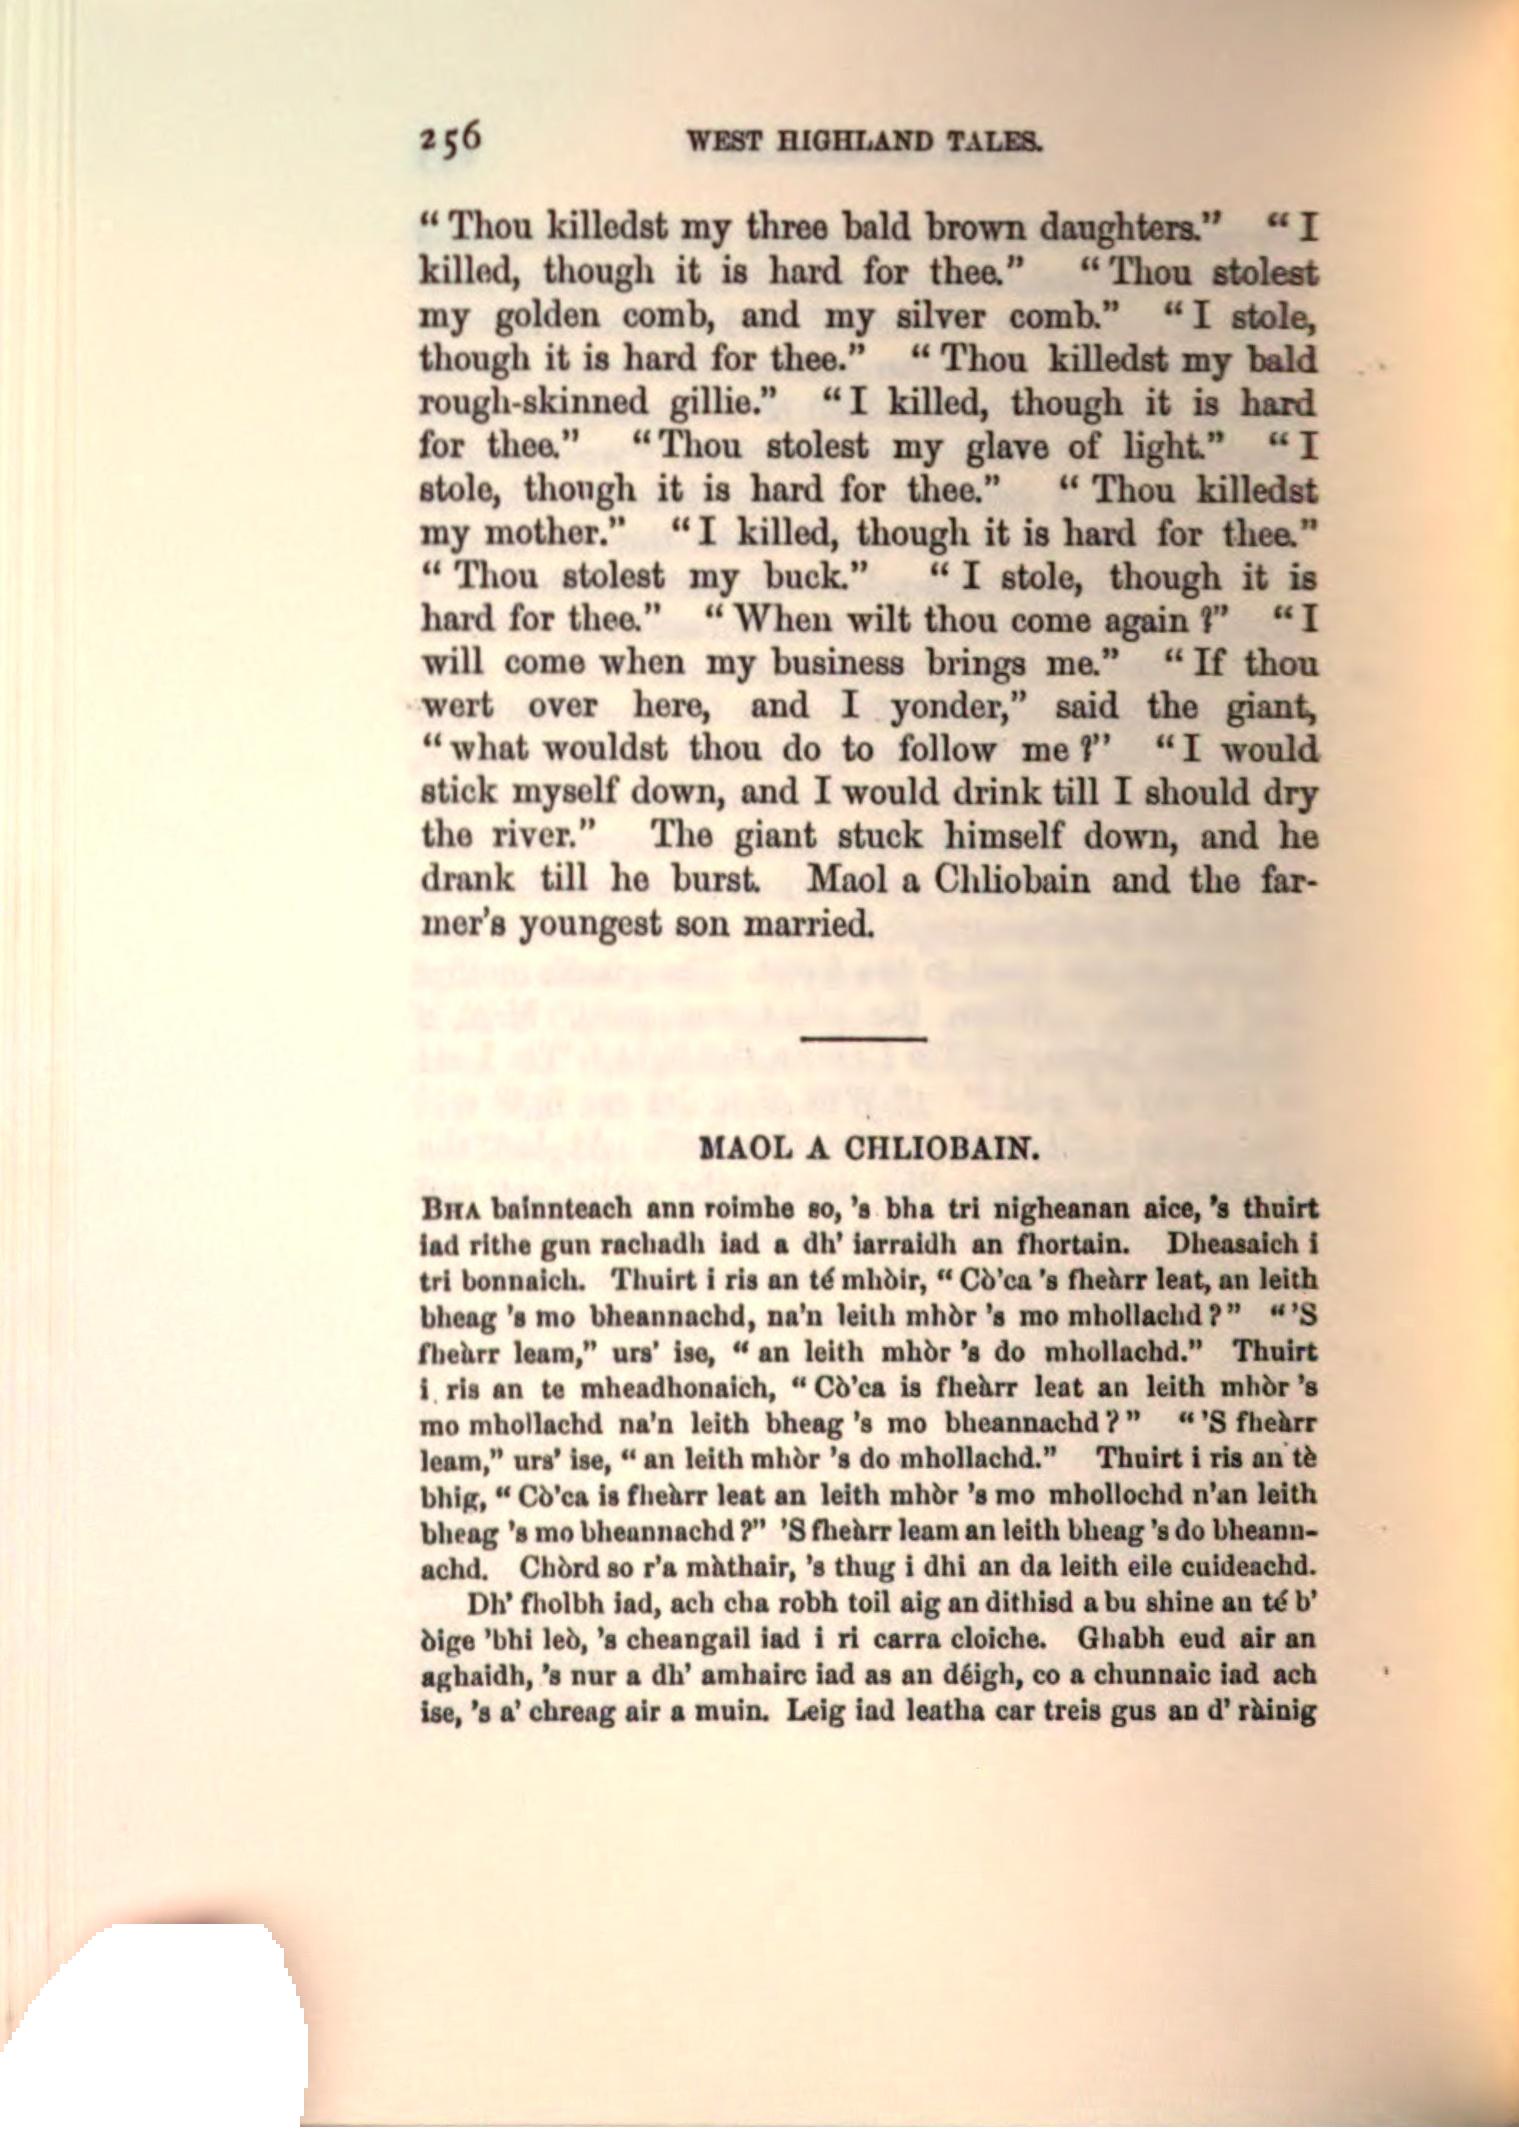 256 WEST HIGHLAND TALES.
“Thou killedst my three bald brown daughters.” “I
killed, though it is hard for thee.” “Thou stolest
my golden comb, and my silver comb.” “I stole,
though it is hard for thee.” “Thou killedst my bald
rough-skinned gillie.” “I killed, though it is hard
for thee.” “Thou stolest my glave of light.” “I
stole, though it is hard for thee.” “Thou killedst
my mother.” “I killed, though it is hard for thee.”
“Thou stolest my buck.” “I stole, though it is
hard for thee.” “When wilt thou come again?” “I
will come when my business brings me.” “If thou
wert over here, and I yonder,” said the giant,
“what wouldst thou do to follow me?” “I would
stick myself down, and I would drink till I should dry
the river.” The giant stuck himself down, and he
drank till he burst. Maol a Chliobain and the far-
mer’s youngest son married.
MAOL A CHLIOBAIN.
BHA bainnteach ann roimhe so, ’s bha tri nigheanan aice, ’s thuirt
iad rithe gun rachadh iad a dh’ iarraidh an fhortain. Dheasaich i
tri bonnaich. Thuirt i ris an té mhòir, “Cò’ca ’s fheàrr leat, an leith
bheag ’s mo bheannachd, na’n leith mhòr ’s mo mhollachd?” “’S
fheàrr leam,” urs’ ise, “an leith mhòr ’s do mhollachd.” Thuirt
i ris an te mheadhonaich, “Cò’ca is fheàrr leat an leith mhòr ’s
mo mhollachd na’n leith bheag ’s mo bheannachd?” “’S fheàrr
leam,” urs’ ise, “an leith mhòr ’s do mhollachd.” Thuirt i ris an tè
bhig, “Cò’ca is fheàrr leat an leith mhòr ’s mo mhollochd n’an leith
bheag ’s mo bheannachd?” ’S fheàrr leam an leith bheag ’s do bheann-
achd. Chòrd so r’a màthair, ’s thug i dhi an da leith eile cuideachd.
Dh’ fholbh iad, ach cha robh toil aig an dithisd a bu shine an té b’
òige ’bhi leò, ’s cheangail iad i ri carra cloiche. Ghabh eud air an
aghaidh, ’s nur a dh’ amhairc iad as an déigh, co a chunnaic iad ach
ise, ’s a’ chreag air a muin. Leig iad leatha car treis gus an d’ ràinig